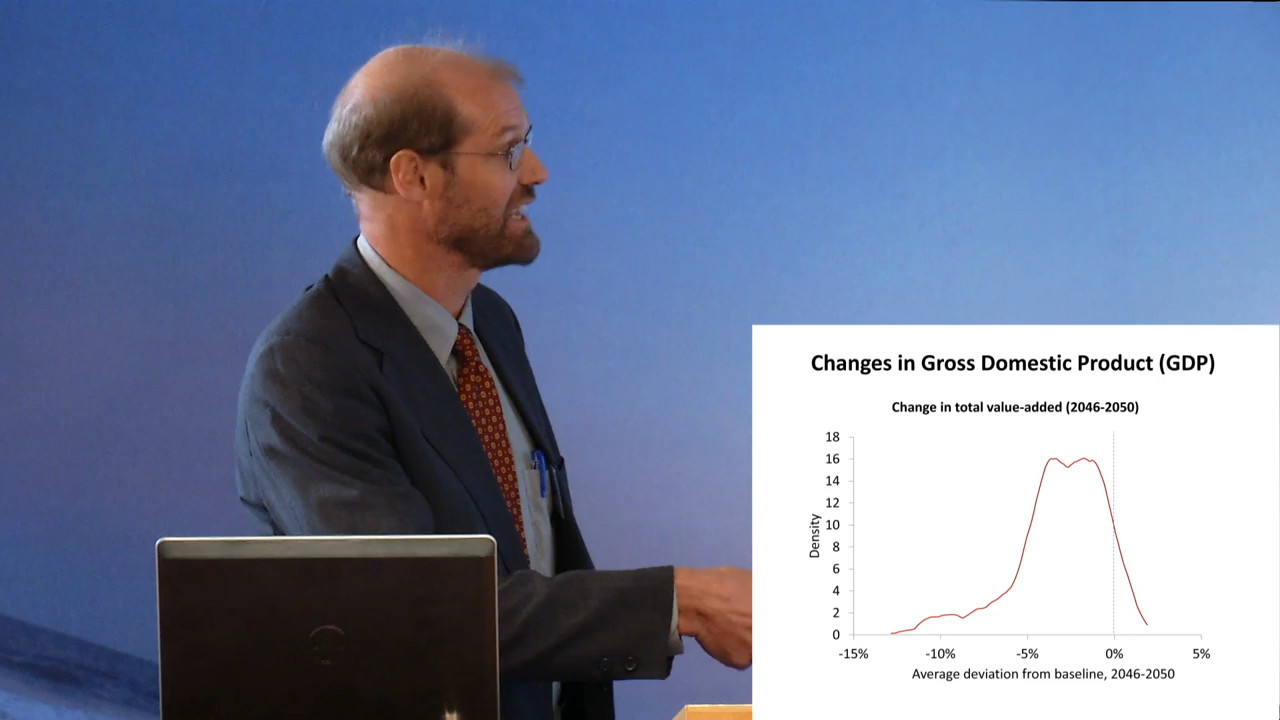 Changes in Gross Domestic Product (GDP)
Change in total value-added (2046-2050)
18
16
14
12
10
8
6
4
2
0
Density
-15% -10% -5% 0% 5%
Average deviation from baseline, 2046-2050